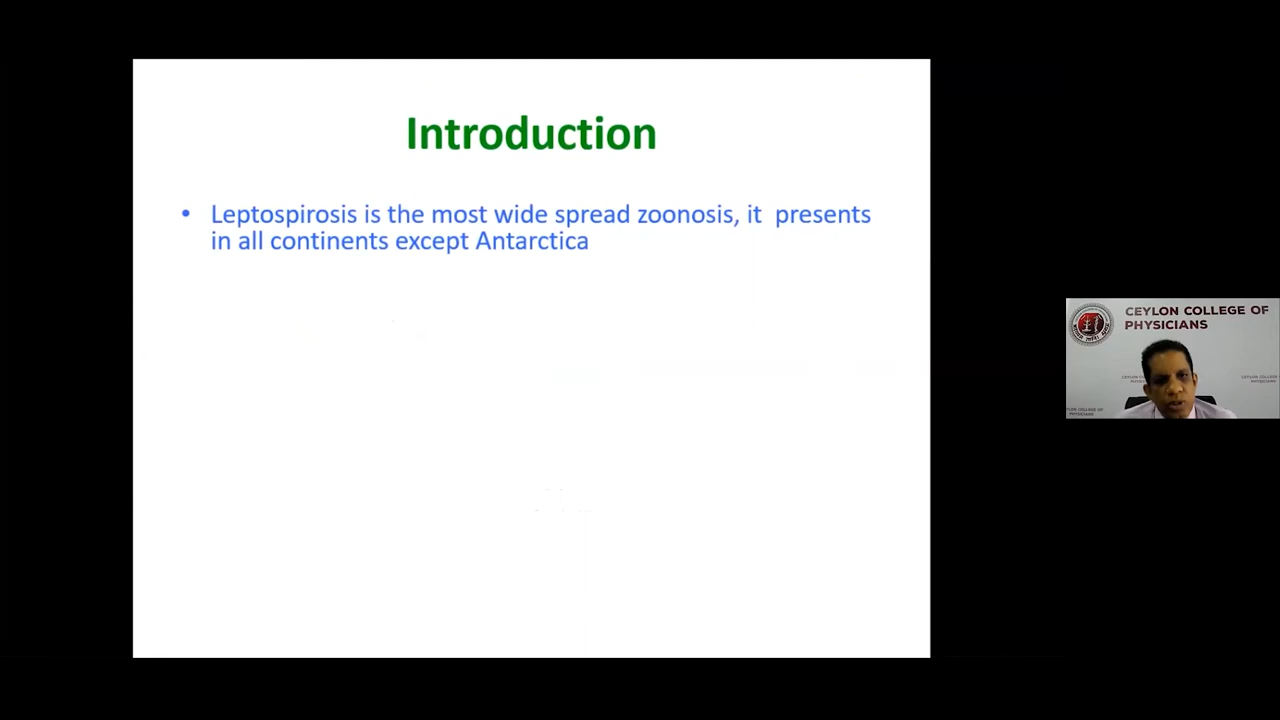 Introduction
• Leptospirosis is the most wide spread zoonosis, it presents
in all continents except Antarctica
CEYLON COLLEGE OF
PHYSICIANS